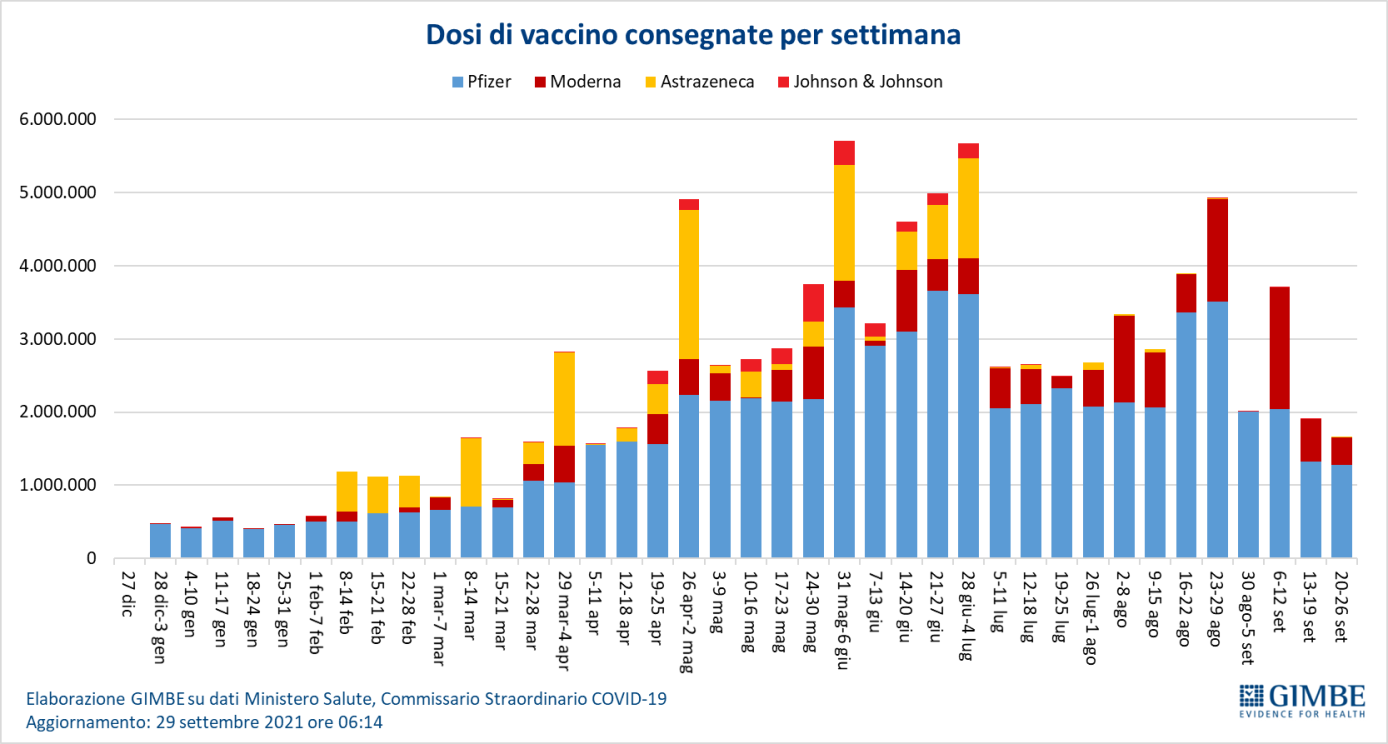 Dosi di vaccino consegnate per settimana
Pfizer Moderna Astrazeneca Johnson & Johnson
6.000.000
5.000.000
4.000.000
3.000.000
2.000.000
1.000.000
0
27 dic
28 dic-3 gen
4-10 gen
11-17 gen
18-24 gen
25-31 gen
1 feb-7 feb
8-14 feb
15-21 feb
22-28 feb
1 mar-7 mar
8-14 mar
15-21 mar
22-28 mar
29 mar-4 apr
5-11 apr
12-18 apr
19-25 apr
26 apr-2 mag
3-9 mag
10-16 mag
17-23 mag
24-30 mag
31 mag-6 giu
7-13 giu
14-20 giu
21-27 giu
28 giu-4 lug
5-11 lug
12-18 lug
19-25 lug
26 lug-1 ago
2-8 ago
9-15 ago
16-22 ago
23-29 ago
30 ago-5 set
6-12 set
13-19 set
20-26 set
Elaborazione GIMBE su dati Ministero Salute, Commissario Straordinario COVID-19
Aggiornamento: 29 settembre 2021 ore 06:14
GIMBE
EVIDENCE FOR HEALTH